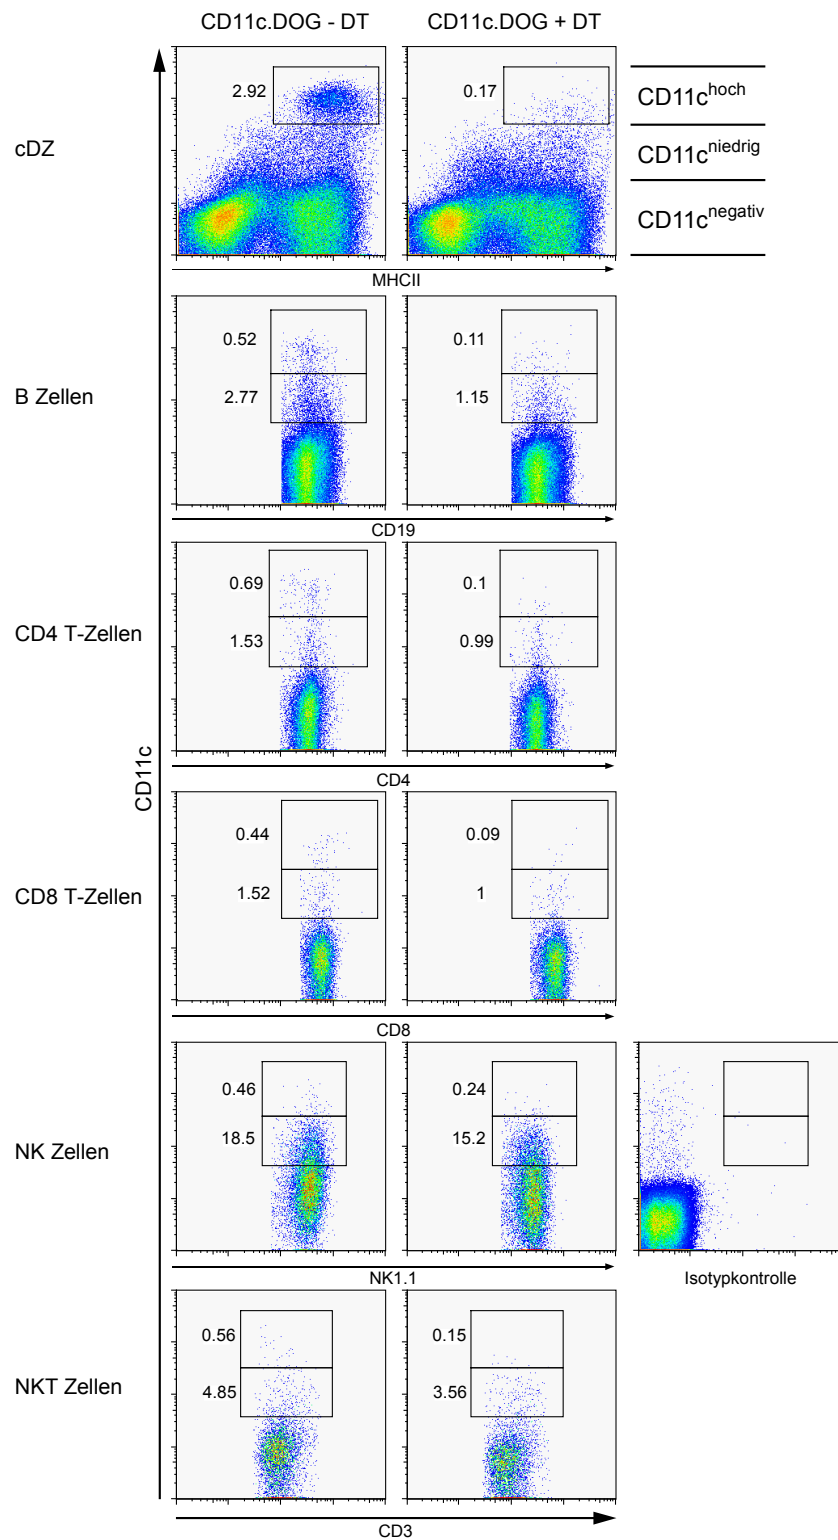 CD11c.DOG - DT
CD11c.DOG + DT
cDZ
2.92
0.17
CD11c^hoch
CD11c^niedrig
CD11c^negativ
MHCII
B Zellen
0.52
2.77
0.11
1.15
CD19
CD4 T-Zellen
0.69
1.53
0.1
0.99
CD4
CD11c
CD8 T-Zellen
0.44
1.52
0.09
1
CD8
NK Zellen
0.46
18.5
0.24
15.2
NK1.1
Isotypkontrolle
NKT Zellen
0.56
4.85
0.15
3.56
CD3